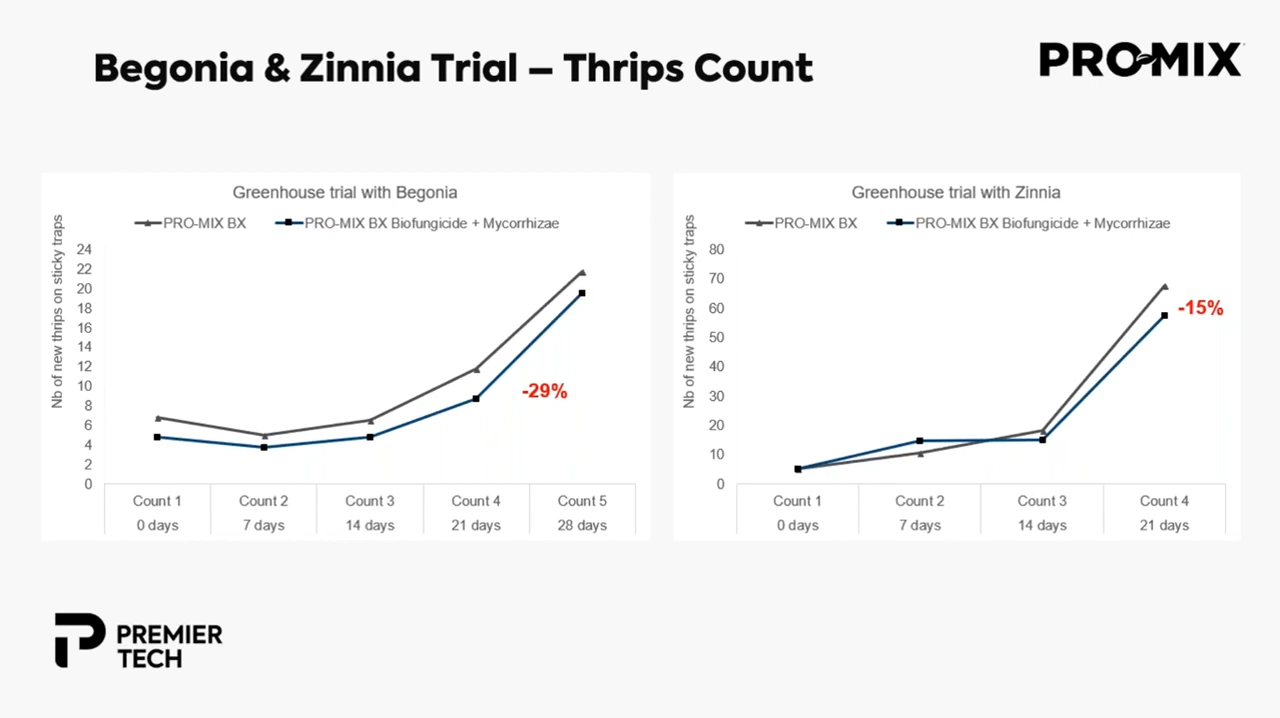 Begonia & Zinnia Trial – Thrips Count
PRO-MIX
Greenhouse trial with Begonia
PRO-MIX BX
PRO-MIX BX Biofungicide + Mycorrhizae
Nb of new thrips on sticky traps
24
22
20
18
16
14
12
10
8
6
4
2
0
-29%
Count 1
Count 2
Count 3
Count 4
Count 5
0 days
7 days
14 days
21 days
28 days
Greenhouse trial with Zinnia
PRO-MIX BX
PRO-MIX BX Biofungicide + Mycorrhizae
Nb of new thrips on sticky traps
80
70
60
50
40
30
20
10
0
-15%
Count 1
Count 2
Count 3
Count 4
0 days
7 days
14 days
21 days
PREMIER
TECH